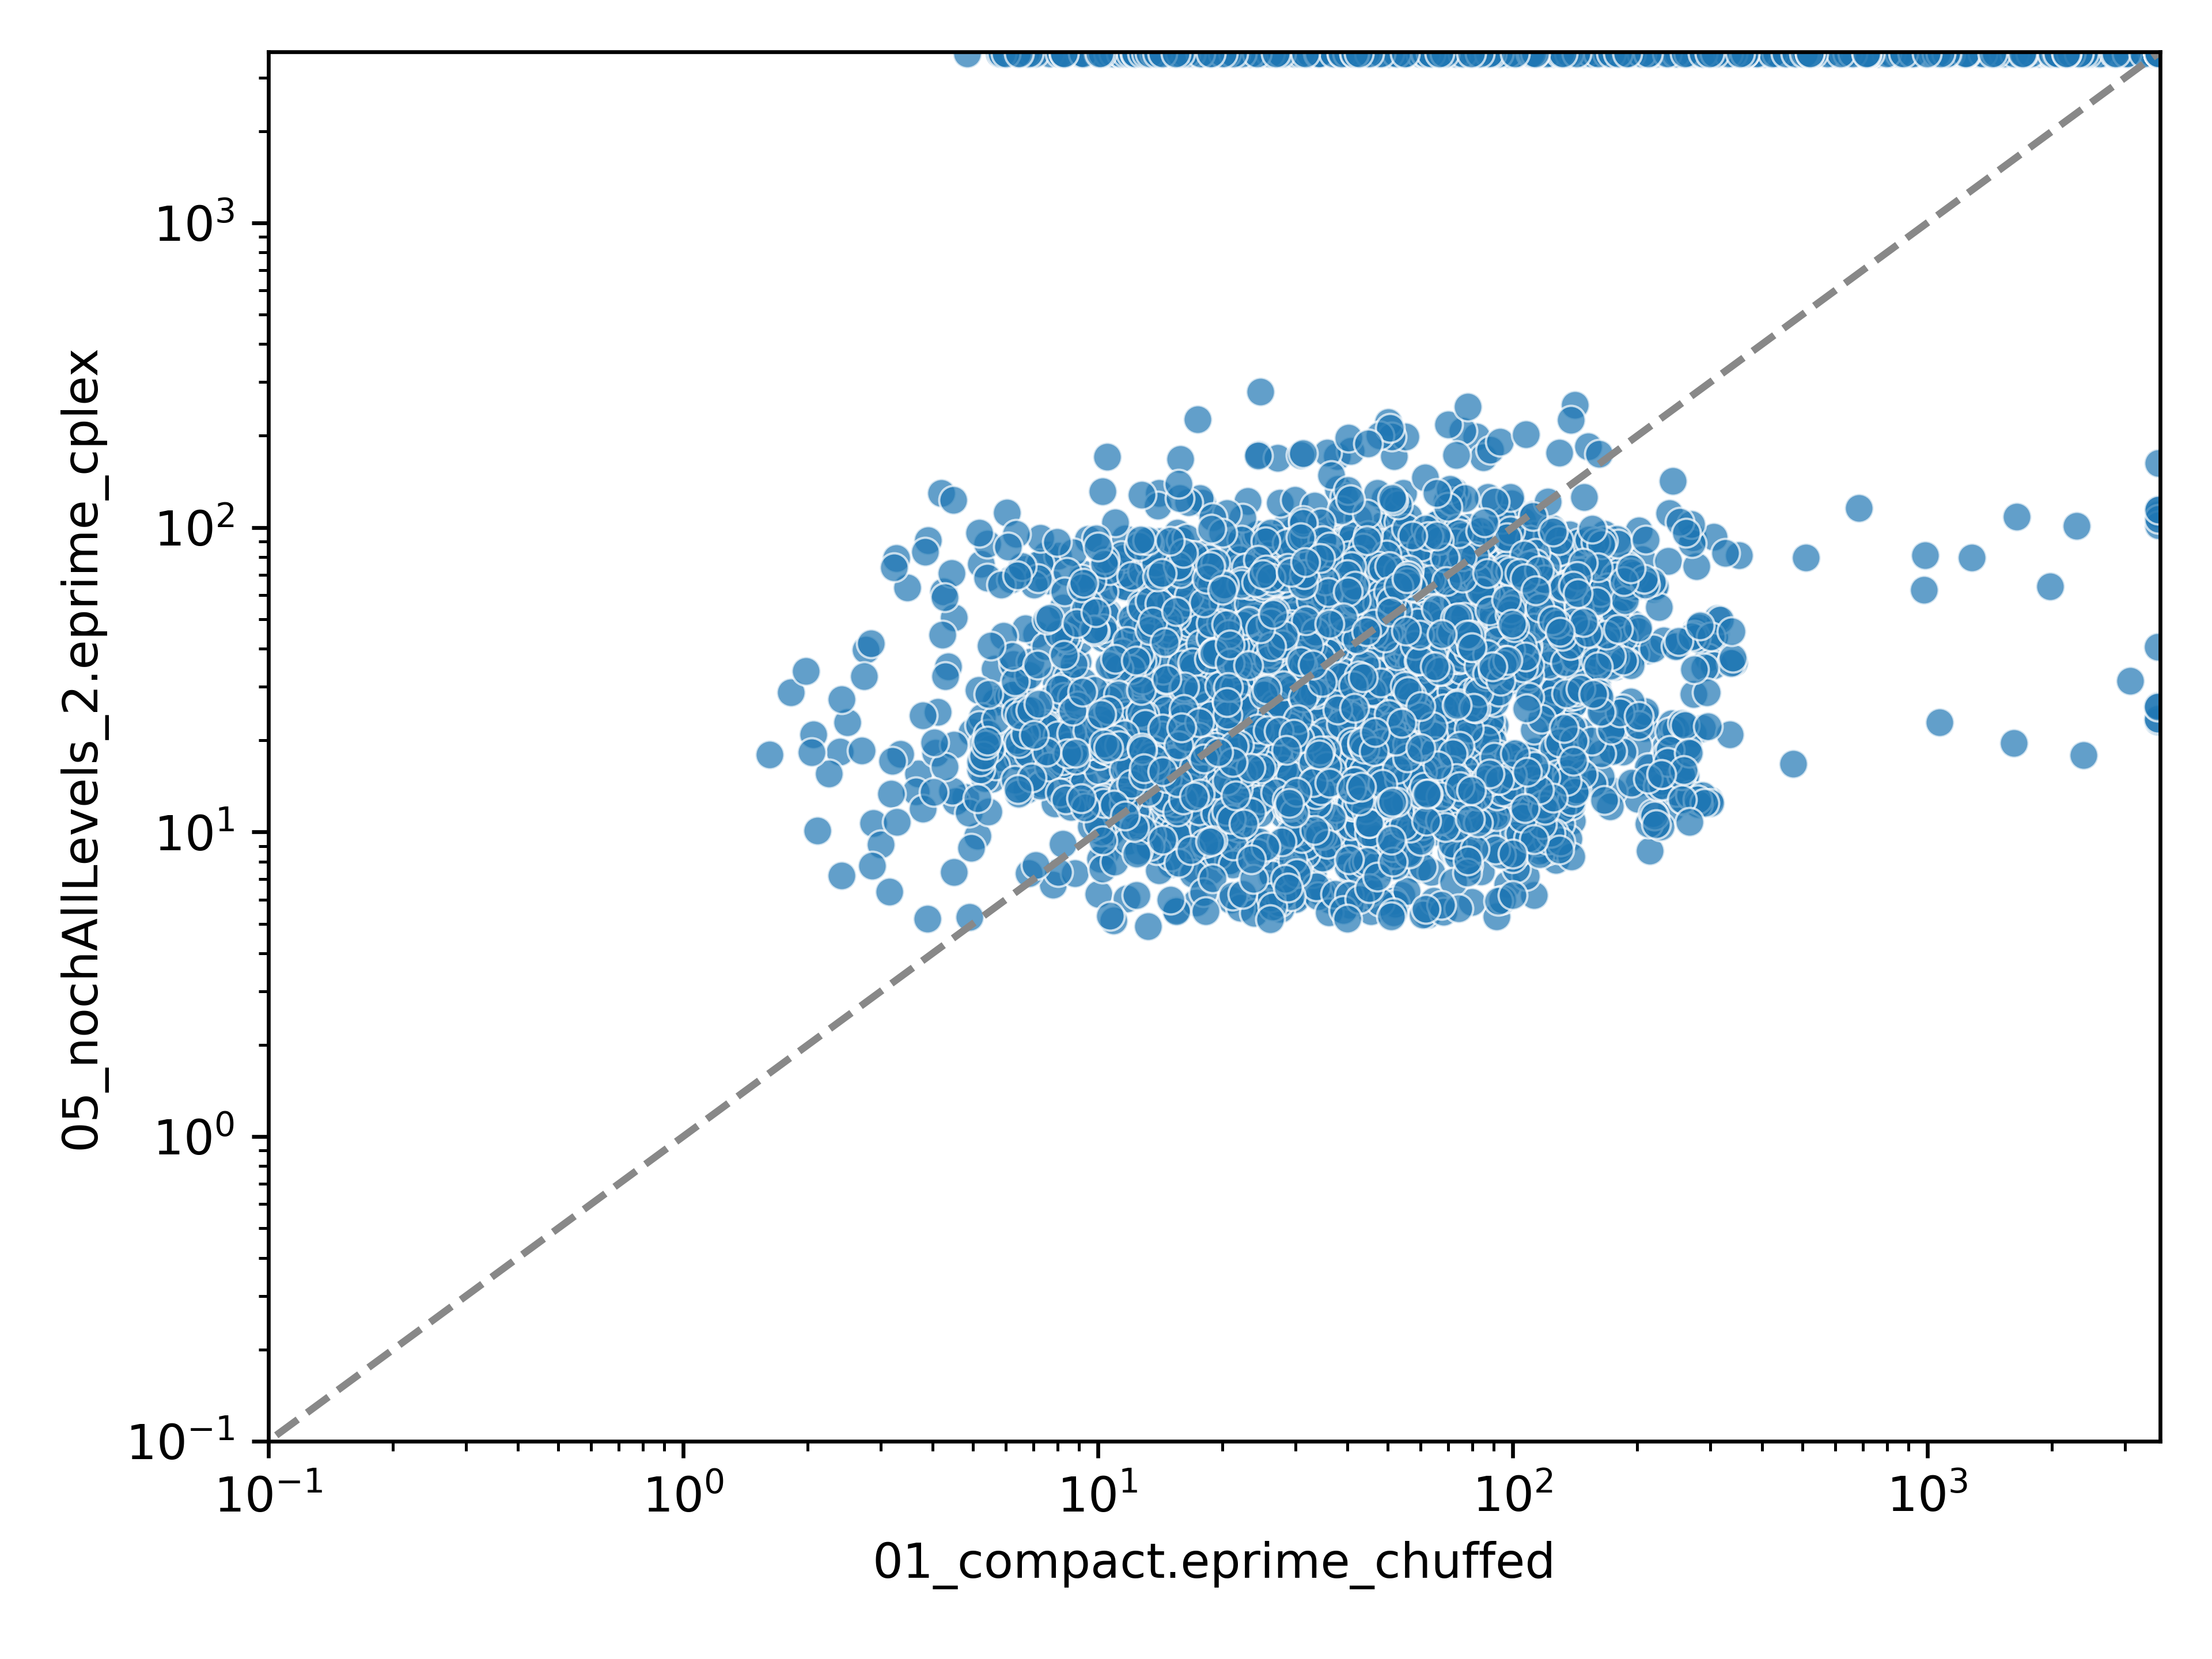 10³
10²
10¹
10⁰
10⁻¹
05_nochAllLevels_2.eprime_cplex
10⁻¹ 10⁰ 10¹ 10² 10³
01_compact.eprime_chuffed